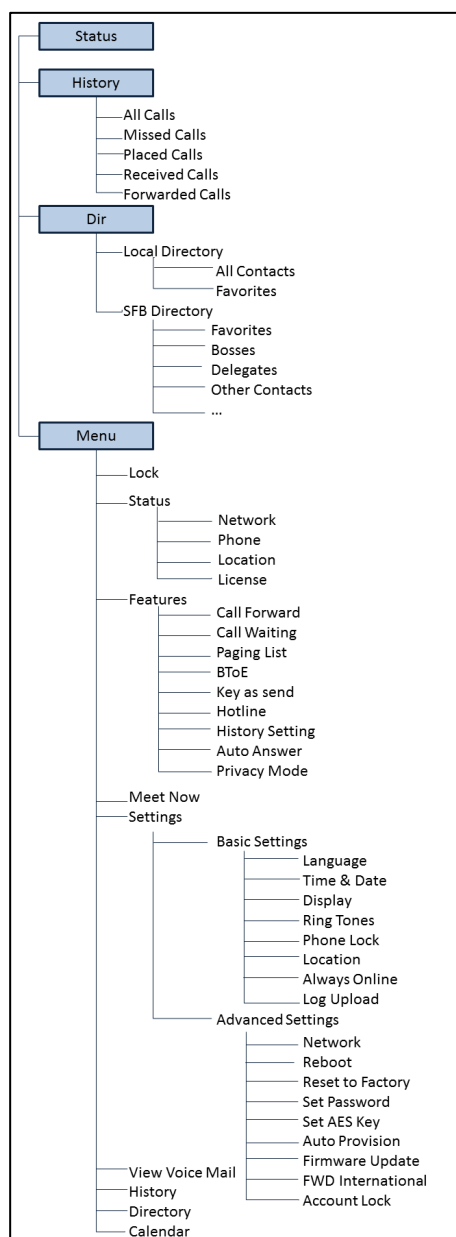 Status
History
All Calls
Missed Calls
Placed Calls
Received Calls
Forwarded Calls
Dir
Local Directory
All Contacts
Favorites
SFB Directory
Favorites
Bosses
Delegates
Other Contacts
...
Menu
Lock
Status
Network
Phone
Location
License
Features
Call Forward
Call Waiting
Paging List
BToE
Key as send
Hotline
History Setting
Auto Answer
Privacy Mode
Meet Now
Settings
Basic Settings
Language
Time & Date
Display
Ring Tones
Phone Lock
Location
Always Online
Log Upload
Advanced Settings
Network
Reboot
Reset to Factory
Set Password
Set AES Key
Auto Provision
Firmware Update
FWD International
Account Lock
View Voice Mail
History
Directory
Calendar